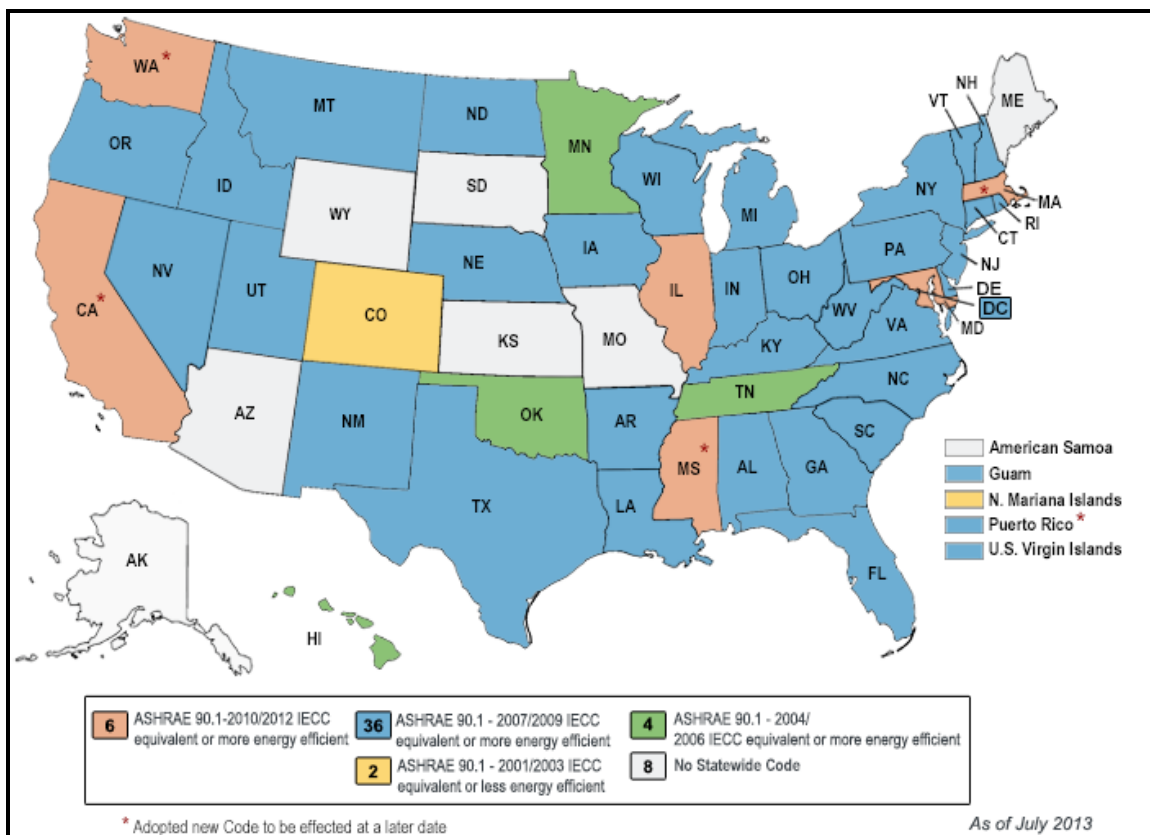 WA *
MT
ND
MN
OR
ID
WY
SD
WI
MI
NY
VT
NH
ME
*
MA
RI
CT
NJ
PA
DE
DC
MD
NV
UT
CO
NE
IA
IL
IN
OH
WV
VA
CA *
KS
MO
KY
NC
TN
AZ
NM
OK
AR
SC
MS *
AL
GA
TX
LA
FL
AK
HI
American Samoa
Guam
N. Mariana Islands
Puerto Rico *
U.S. Virgin Islands
6 ASHRAE 90.1-2010/2012 IECC
equivalent or more energy efficient
36 ASHRAE 90.1 - 2007/2009 IECC
equivalent or more energy efficient
4 ASHRAE 90.1 - 2004/
2006 IECC equivalent or more energy efficient
2 ASHRAE 90.1 - 2001/2003 IECC
equivalent or less energy efficient
8 No Statewide Code
* Adopted new Code to be effected at a later date
As of July 2013